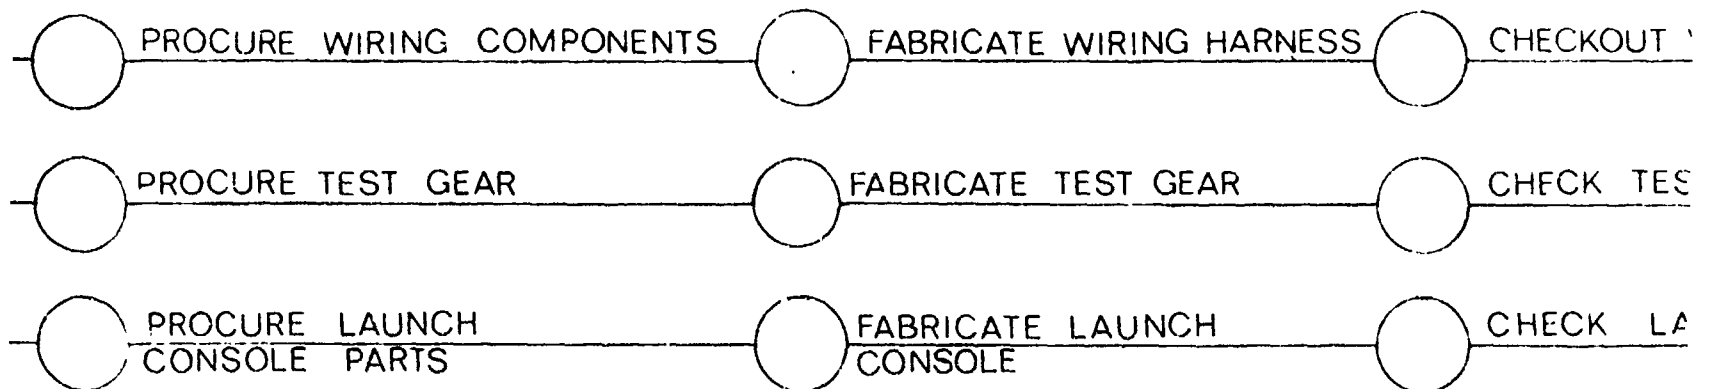 PROCURE WIRING COMPONENTS FABRICATE WIRING HARNESS CHECKOUT
PROCURE TEST GEAR FABRICATE TEST GEAR CHECK
PROCURE LAUNCH FABRICATE LAUNCH CHECK
CONSOLE PARTS CONSOLE